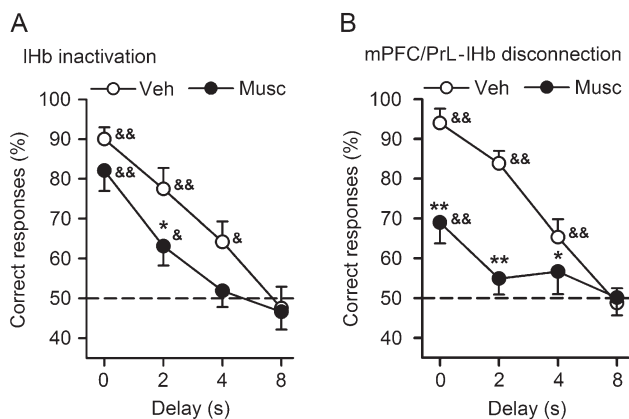 A
lHb inactivation
Veh Musc
100
90
80
70
60
50
40
Correct responses (%)
&&
&&
&&
*
&
&
0 2 4 8
Delay (s)
B
mPFC/PrL-lHb disconnection
Veh Musc
100
90
80
70
60
50
40
Correct responses (%)
&&
&&
**
&&
&&
**
*
0 2 4 8
Delay (s)